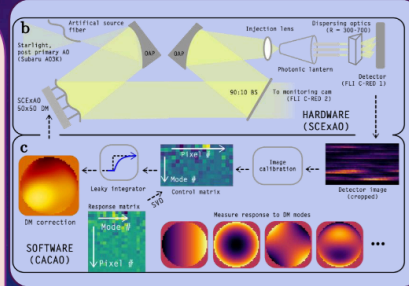 b
Artifical source
fiber
Starlight,
post primary AO
(Subaru AO3K)
OAP
OAP
Injection lens
Dispersing optics
(R ~ 300-700)
Photonic lantern
Detector
(FLI C-RED 1)
SCExAO
50x50 DM
90:10 BS
To monitoring cam
(FLI C-RED 2)
HARDWARE
(SCExAO)
c
Pixel #
Mode #
Leaky integrator
Control matrix
Image
calibration
Detector image
(cropped)
DM correction
Response matrix
SVD
Mode #
Pixel #
Measure response to DM modes
SOFTWARE
(CACAO)